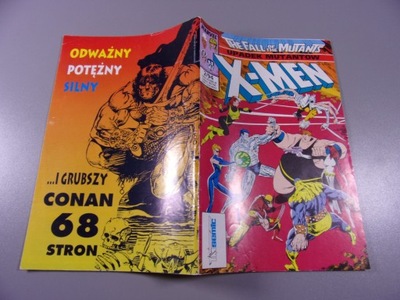 ODWAŻNY
POTĘŻNY
SILNY
...I GRUBSZY
CONAN
68
STRON
THE FALL OF THE MUTANTS
UPADEK MUTANTÓW
X-MEN